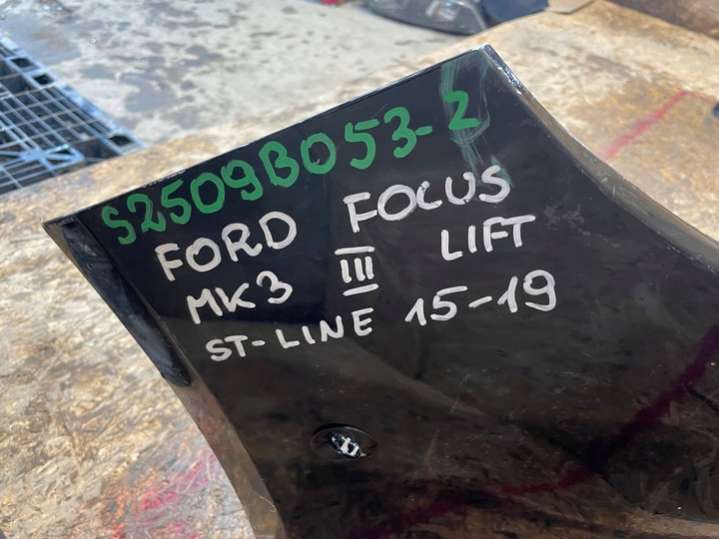 S2509B053-2
FORD FOCUS
MK3 III LIFT
ST-LINE 15-19